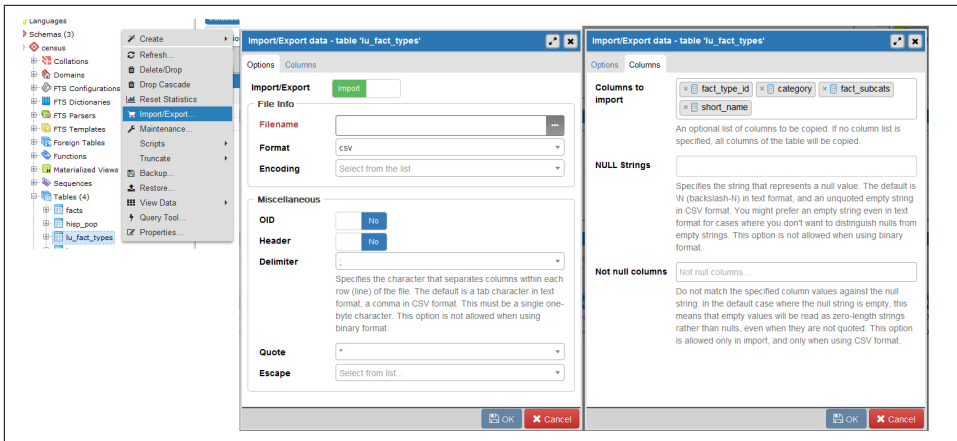 Languages
Schemas (3)
census
Collations
Domains
FTS Configurations
FTS Dictionaries
FTS Parsers
FTS Templates
Foreign Tables
Functions
Materialized Views
Sequences
Tables (4)
facts
hisp_pop
lu_fact_types
Create
Refresh...
Delete/Drop
Drop Cascade
Reset Statistics
Import/Export...
Maintenance...
Scripts
Truncate
Backup...
Restore...
View Data
Query Tool...
Properties...
Import/Export data - table 'lu_fact_types'
Options Columns
Import/Export Import
File Info
Filename
Format csv
Encoding Select from the list
Miscellaneous
OID No
Header No
Delimiter ;
Specifies the character that separates columns within each
row (line) of the file. The default is a tab character in text
format, a comma in CSV format. This must be a single one-
byte character. This option is not allowed when using
binary format.
Quote "
Escape Select from list...
OK Cancel
Import/Export data - table 'lu_fact_types'
Options Columns
Columns to
import
× fact_type_id × category × fact_subcats
× short_name
An optional list of columns to be copied. If no column list is
specified, all columns of the table will be copied.
NULL Strings
Specifies the string that represents a null value. The default is
\N (backslash-N) in text format, and an unquoted empty string
in CSV format. You might prefer an empty string even in text
format for cases where you don't want to distinguish nulls from
empty strings. This option is not allowed when using binary
format.
Not null columns Not null columns...
Do not match the specified column values against the null
string. In the default case where the null string is empty, this
means that empty values will be read as zero-length strings
rather than nulls, even when they are not quoted. This option
is allowed only in import, and only when using CSV format.
OK Cancel